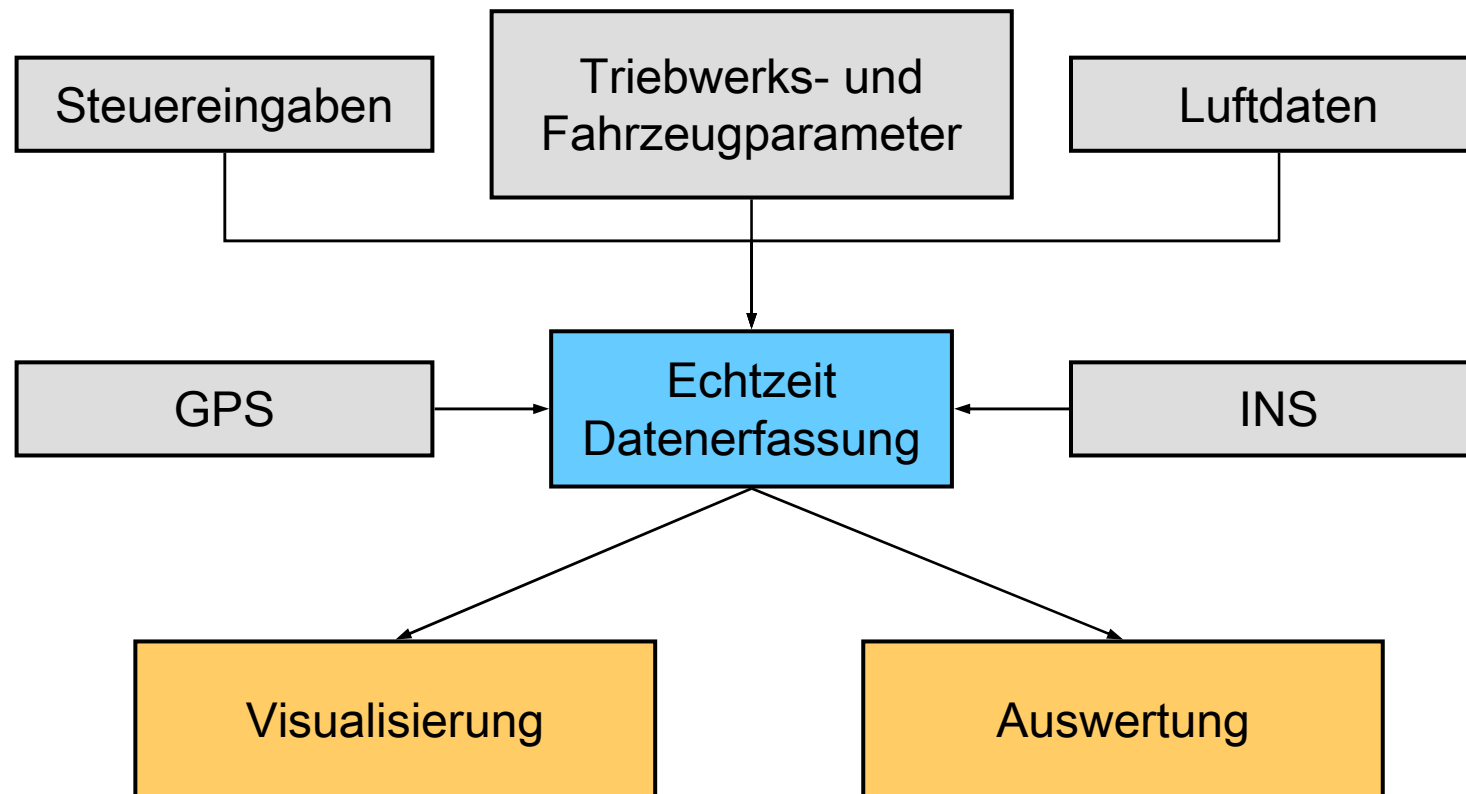 Steuereingaben
Triebwerks- und
Fahrzeugparameter
Luftdaten
GPS
Echtzeit
Datenerfassung
INS
Visualisierung
Auswertung